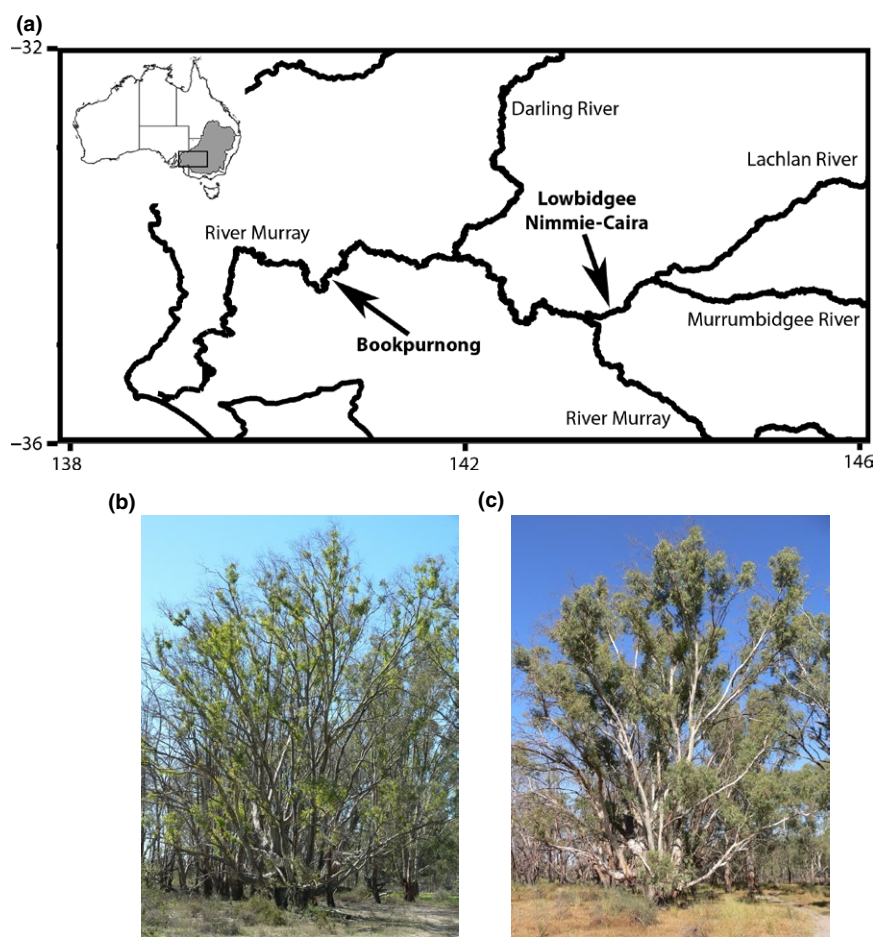 (a)
−32
Darling River
Lachlan River
Lowbidgee
Nimmie-Caira
River Murray
Murrumbidgee River
Bookpurnong
River Murray
−36
138
142
146
(b)
(c)